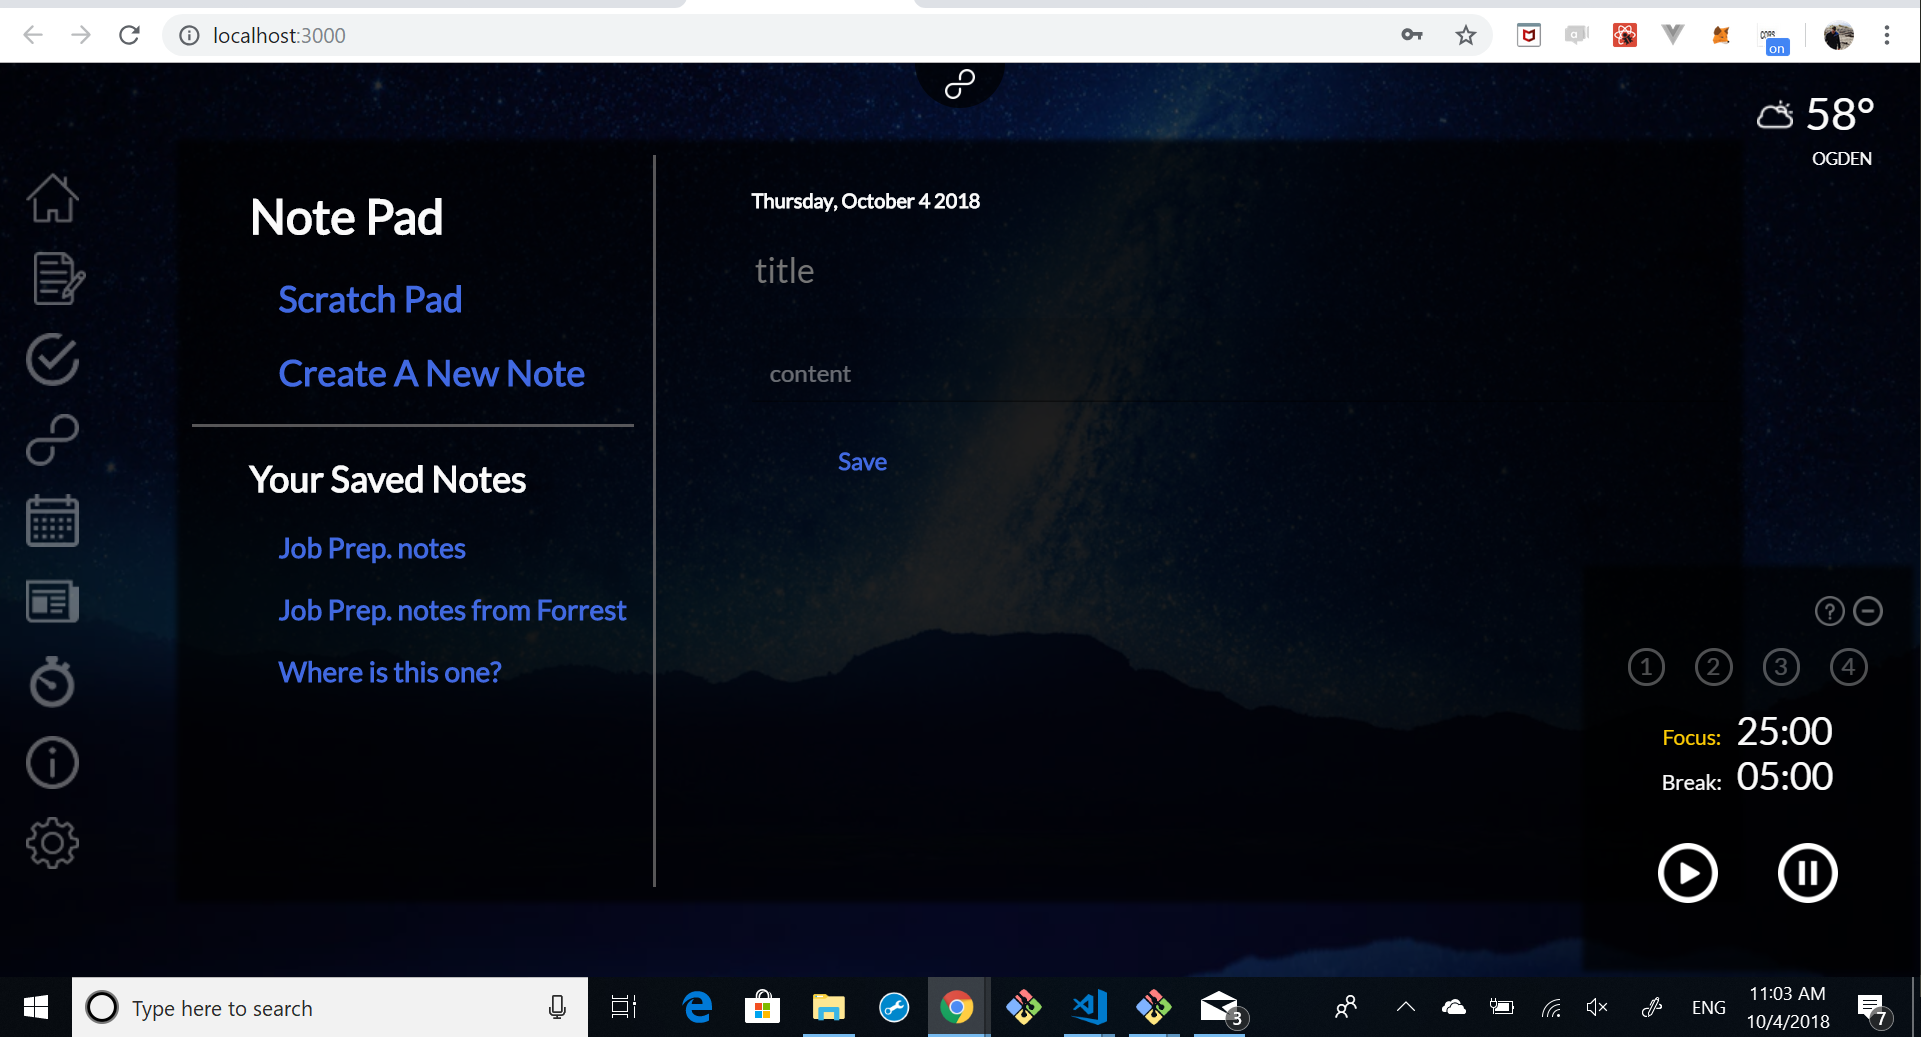 localhost:3000
on
58°
OGDEN
Note Pad
Scratch Pad
Create A New Note
Your Saved Notes
Job Prep. notes
Job Prep. notes from Forrest
Where is this one?
Thursday, October 4 2018
title
content
Save
?
1 2 3 4
Focus: 25:00
Break: 05:00
Type here to search
3
ENG
11:03 AM
10/4/2018
7